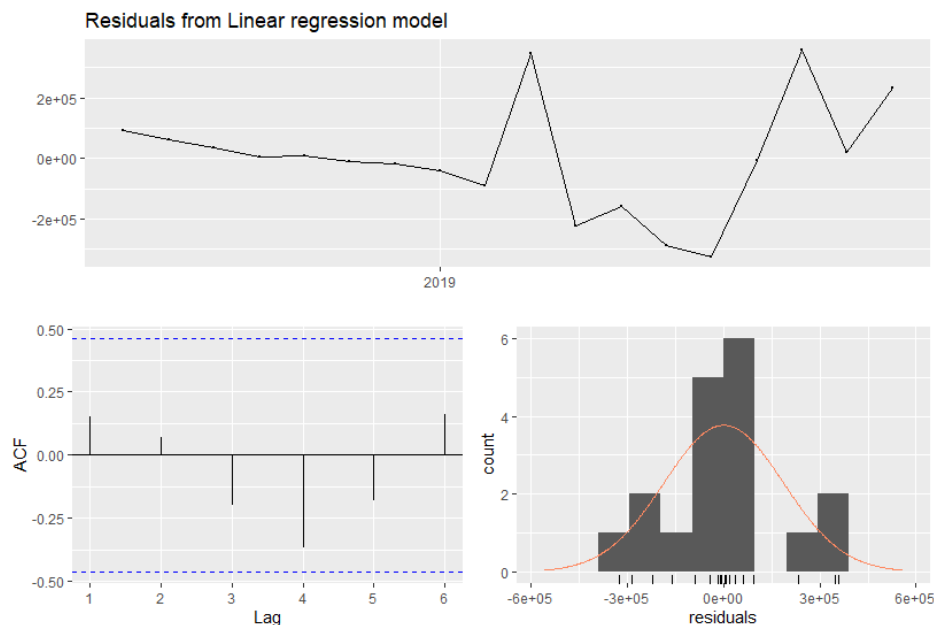 Residuals from Linear regression model
2e+05
0e+00
-2e+05
2019
0.50
0.25
0.00
-0.25
-0.50
ACF
1 2 3 4 5 6
Lag
6
4
2
0
count
-6e+05 -3e+05 0e+00 3e+05 6e+05
residuals